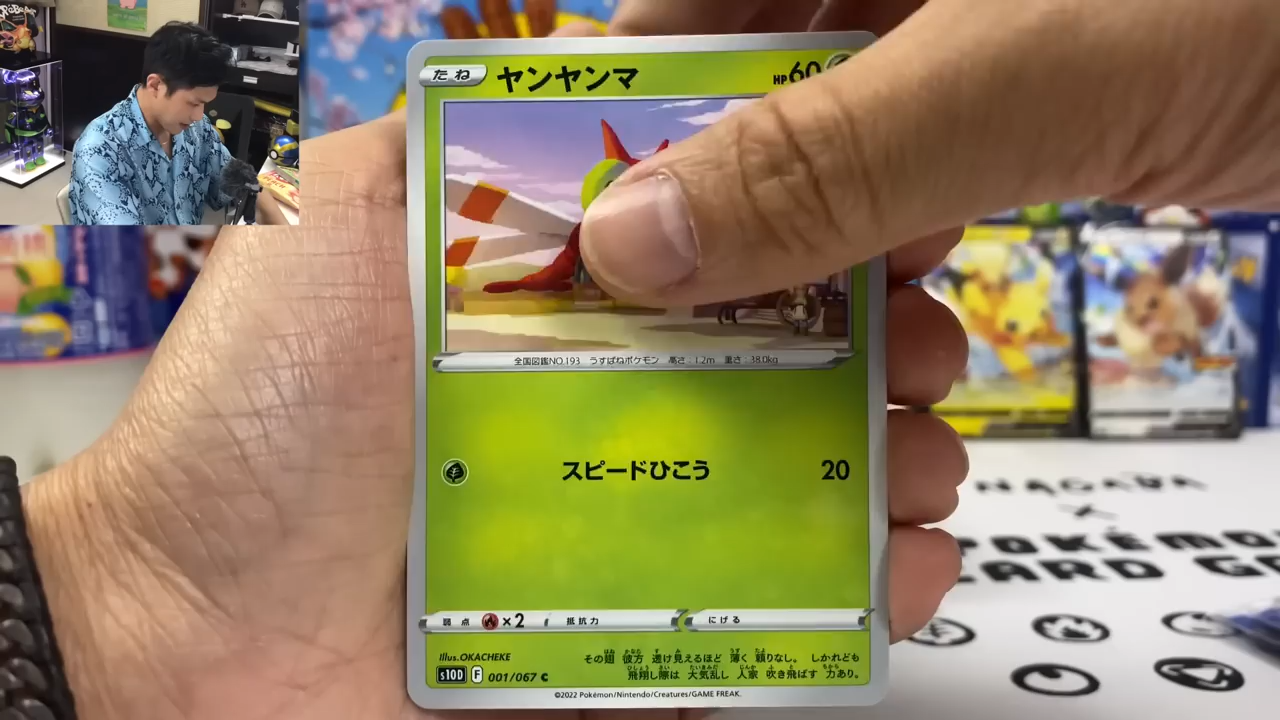 たね ヤンヤンマ HP60
全国図鑑NO.193 うすばねポケモン 高さ:1.2m 重さ:38.0kg
スピードひこう 20
弱点 ×2 抵抗力 にげる
Illus.OKACHEKE
s10D F 001/067 C
その翅 彼方 透け見えるほど 薄く 頼りなし。 しかれども
飛翔し際は 大気乱し 人家 吹き飛ばす 力あり。
©2022 Pokémon/Nintendo/Creatures/GAME FREAK.
NAGABA
×
POKÉMO
CARD GA